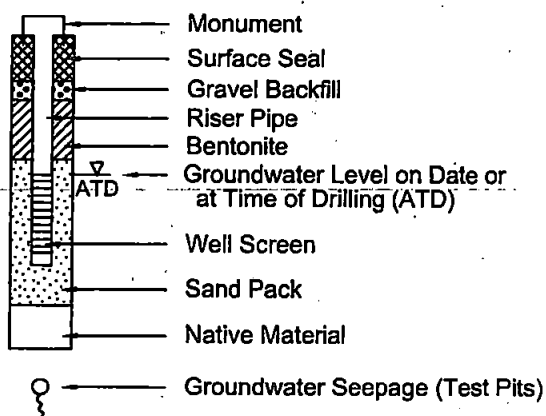 Monument
Surface Seal
Gravel Backfill
Riser Pipe
Bentonite
ATD
Groundwater Level on Date or
at Time of Drilling (ATD)
Well Screen
Sand Pack
Native Material
Groundwater Seepage (Test Pits)